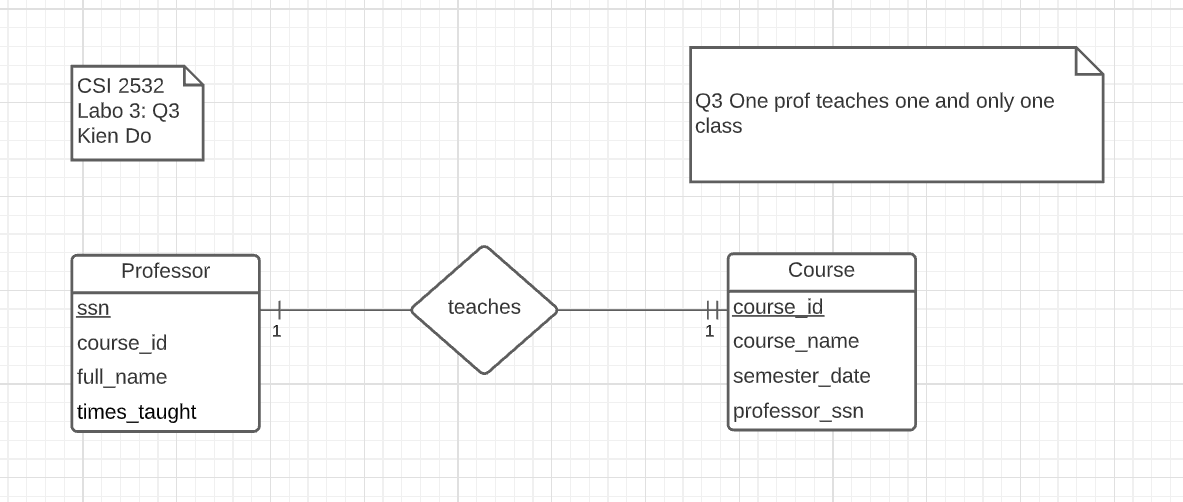 CSI 2532
Labo 3: Q3
Kien Do
Q3 One prof teaches one and only one
class
Professor
ssn
course_id
full_name
times_taught
1
teaches
1
Course
course_id
course_name
semester_date
professor_ssn